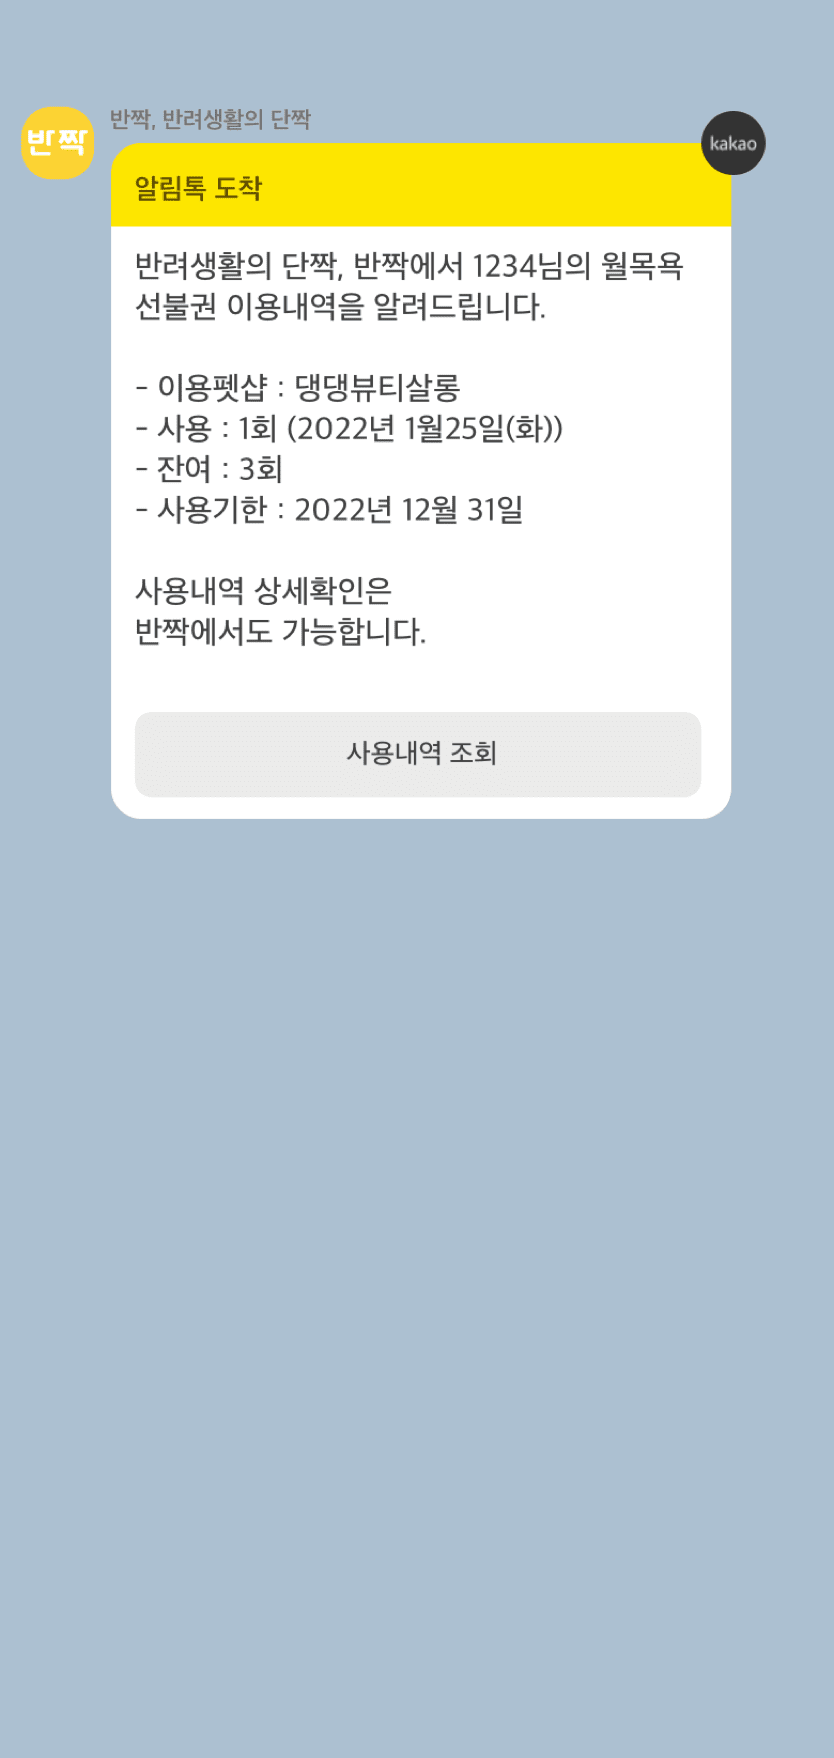 반짝, 반려생활의 단짝
반짝
kakao
알림톡 도착
반려생활의 단짝, 반짝에서 1234님의 월목욕
선불권 이용내역을 알려드립니다.
- 이용펫샵 : 댕댕뷰티살롱
- 사용 : 1회 (2022년 1월25일(화))
- 잔여 : 3회
- 사용기한 : 2022년 12월 31일
사용내역 상세확인은
반짝에서도 가능합니다.
사용내역 조회